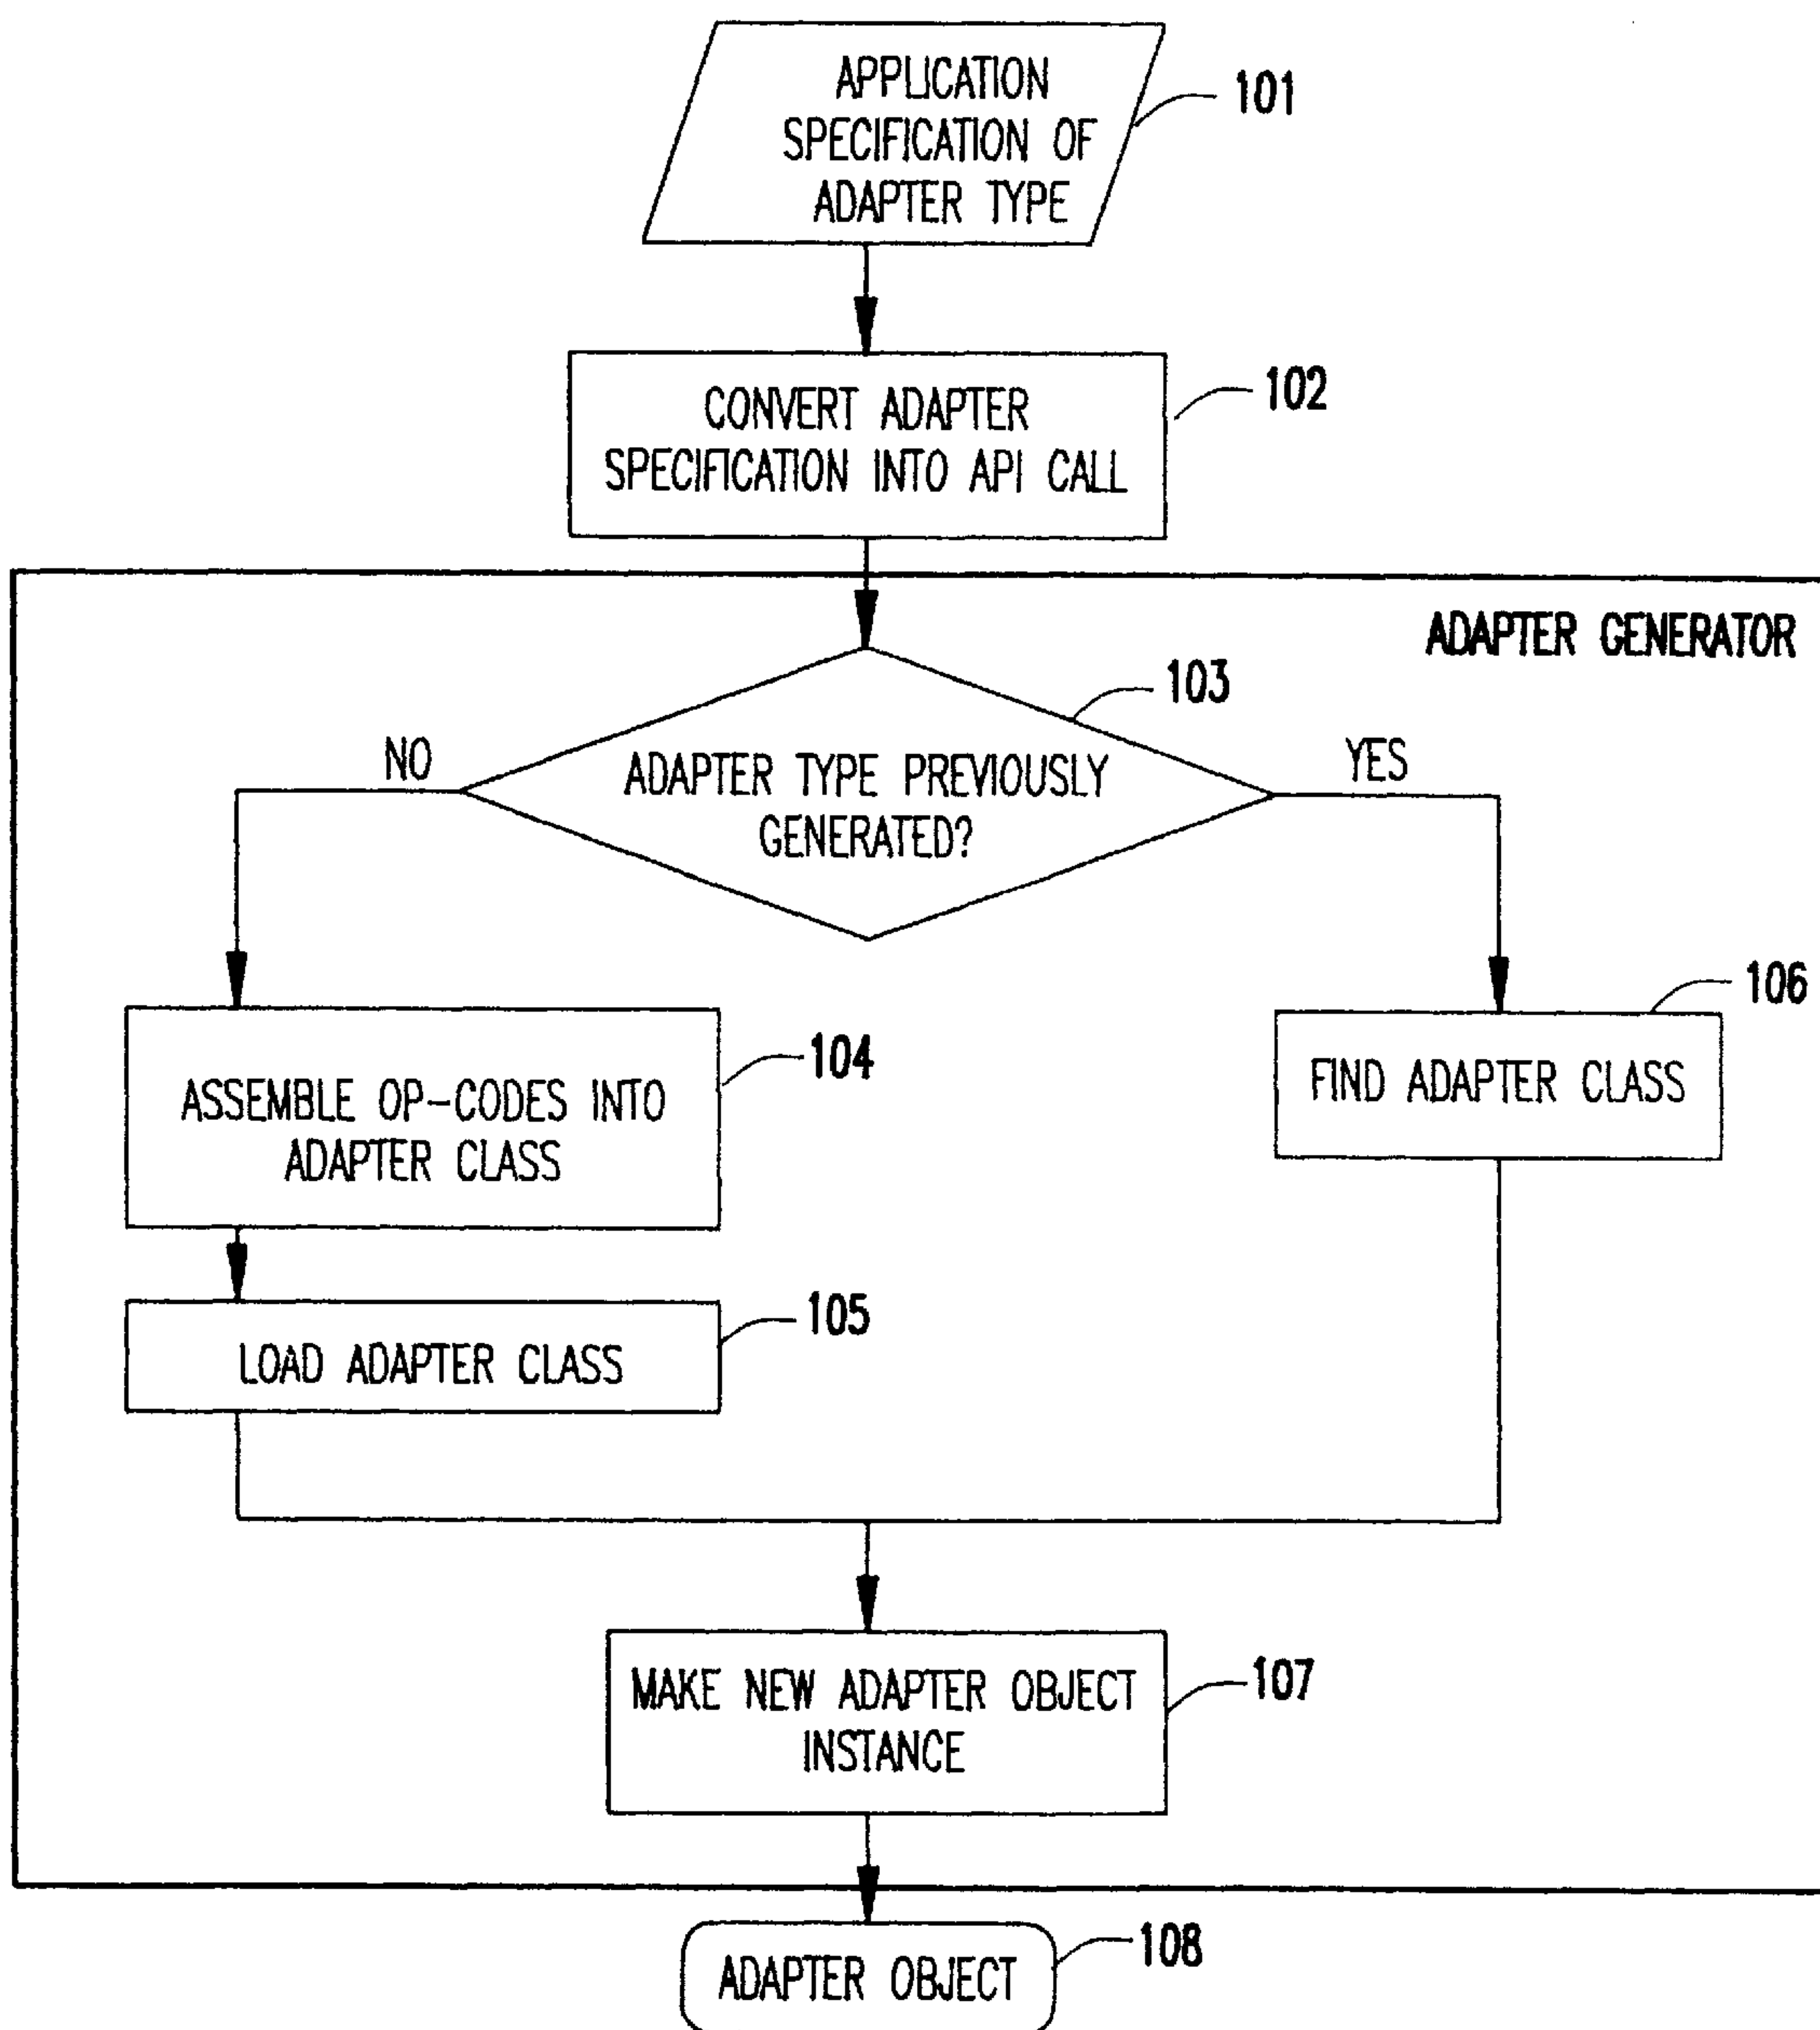 APPLICATION
SPECIFICATION OF
ADAPTER TYPE
101
CONVERT ADAPTER
SPECIFICATION INTO API CALL
102
ADAPTER GENERATOR
103
NO
ADAPTER TYPE PREVIOUSLY
GENERATED?
YES
104
ASSEMBLE OP-CODES INTO
ADAPTER CLASS
106
FIND ADAPTER CLASS
105
LOAD ADAPTER CLASS
MAKE NEW ADAPTER OBJECT
INSTANCE
107
108
ADAPTER OBJECT